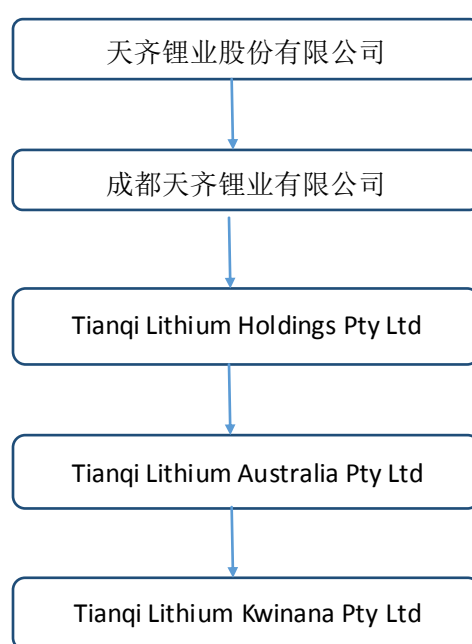 天齐锂业股份有限公司
成都天齐锂业有限公司
Tianqi Lithium Holdings Pty Ltd
Tianqi Lithium Australia Pty Ltd
Tianqi Lithium Kwinana Pty Ltd